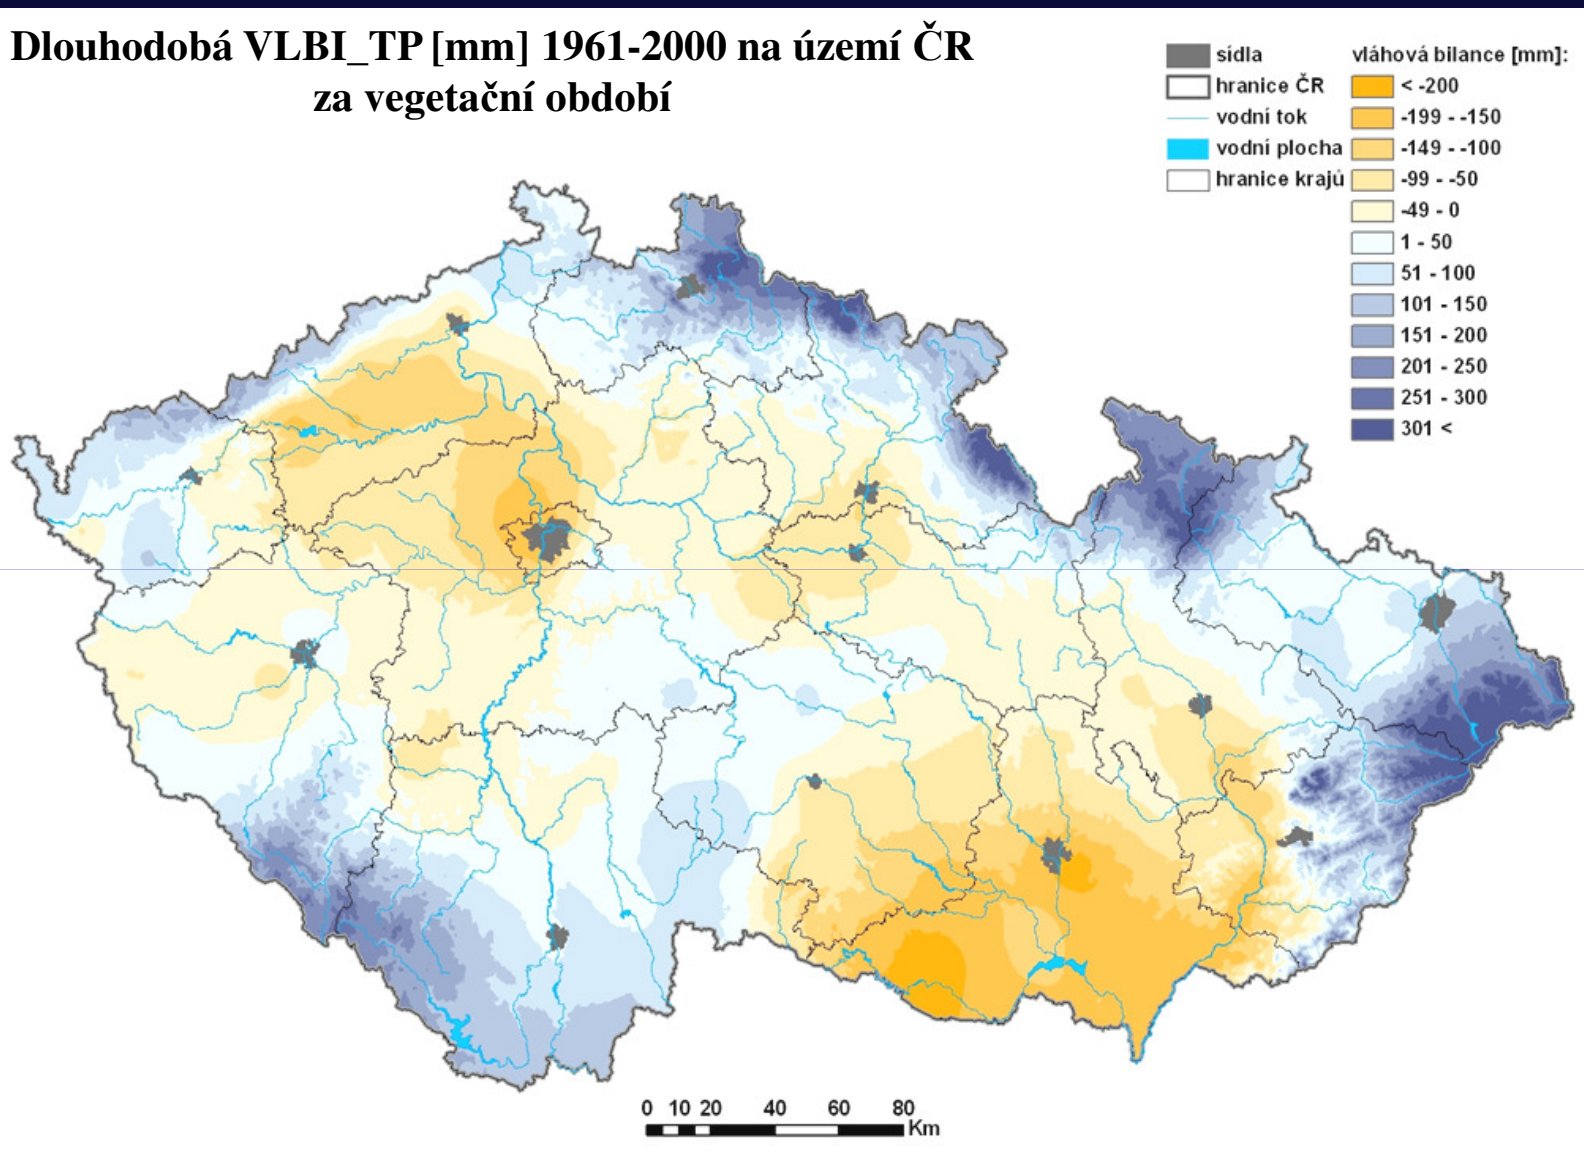 Dlouhodobá VLBI_TP [mm] 1961-2000 na území ČR
za vegetační období
sídla
hranice ČR
vodní tok
vodní plocha
hranice krajů
vláhová bilance [mm]:
< -200
-199 - -150
-149 - -100
-99 - -50
-49 - 0
1 - 50
51 - 100
101 - 150
151 - 200
201 - 250
251 - 300
301 <
0 10 20 40 60 80
Km